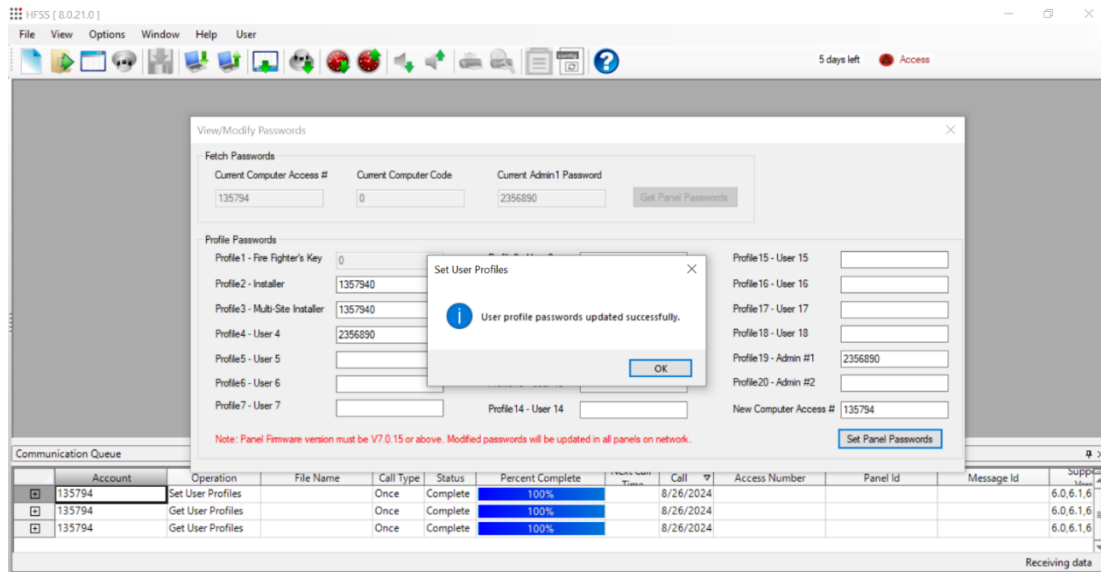 HFSS [ 8.0.21.0 ]
File View Options Window Help User
5 days left Access
View/Modify Passwords
Fetch Passwords
Current Computer Access # Current Computer Code Current Admin1 Password
135794 0 2356890 Get Panel Passwords
Profile Passwords
Profile1 - Fire Fighter's Key 0 Profile15 - User 15
Set User Profiles
Profile2 - Installer 1357940 Profile16 - User 16
Profile3 - Multi-Site Installer 1357940 User profile passwords updated successfully. Profile17 - User 17
Profile4 - User 4 2356890 Profile18 - User 18
Profile5 - User 5 OK Profile19 - Admin #1 2356890
Profile6 - User 6 Profile20 - Admin #2
Profile7 - User 7 Profile14 - User 14 New Computer Access # 135794
Note: Panel Firmware version must be V7.0.15 or above. Modified passwords will be updated in all panels on network. Set Panel Passwords
Communication Queue
Account Operation File Name Call Type Status Percent Complete Call Access Number Panel Id Message Id
135794 Set User Profiles Once Complete 100% 8/26/2024 6.0,6.1,6
135794 Get User Profiles Once Complete 100% 8/26/2024 6.0,6.1,6
135794 Get User Profiles Once Complete 100% 8/26/2024 6.0,6.1,6
Receiving data